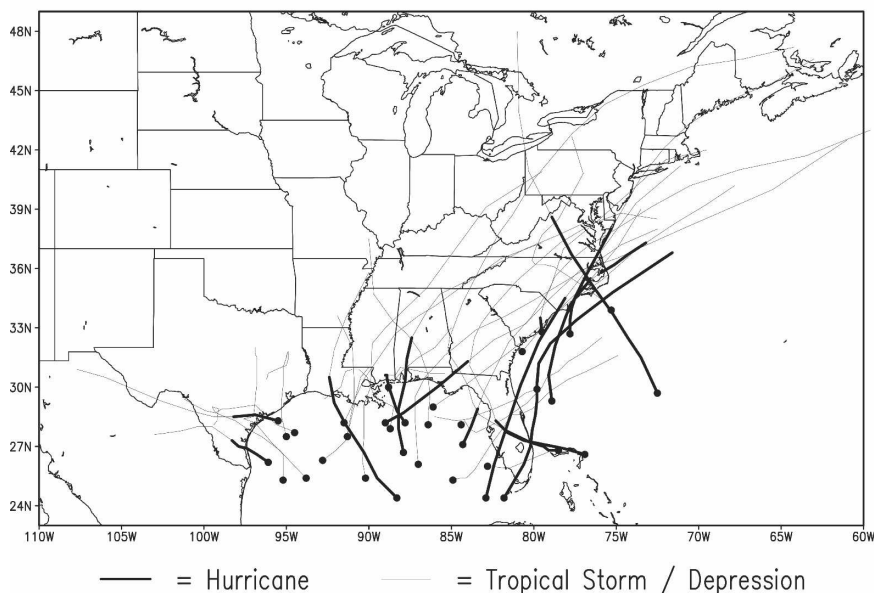 48N
45N
42N
39N
36N
33N
30N
27N
24N
110W 105W 100W 95W 90W 85W 80W 75W 70W 65W 60W
= Hurricane = Tropical Storm / Depression